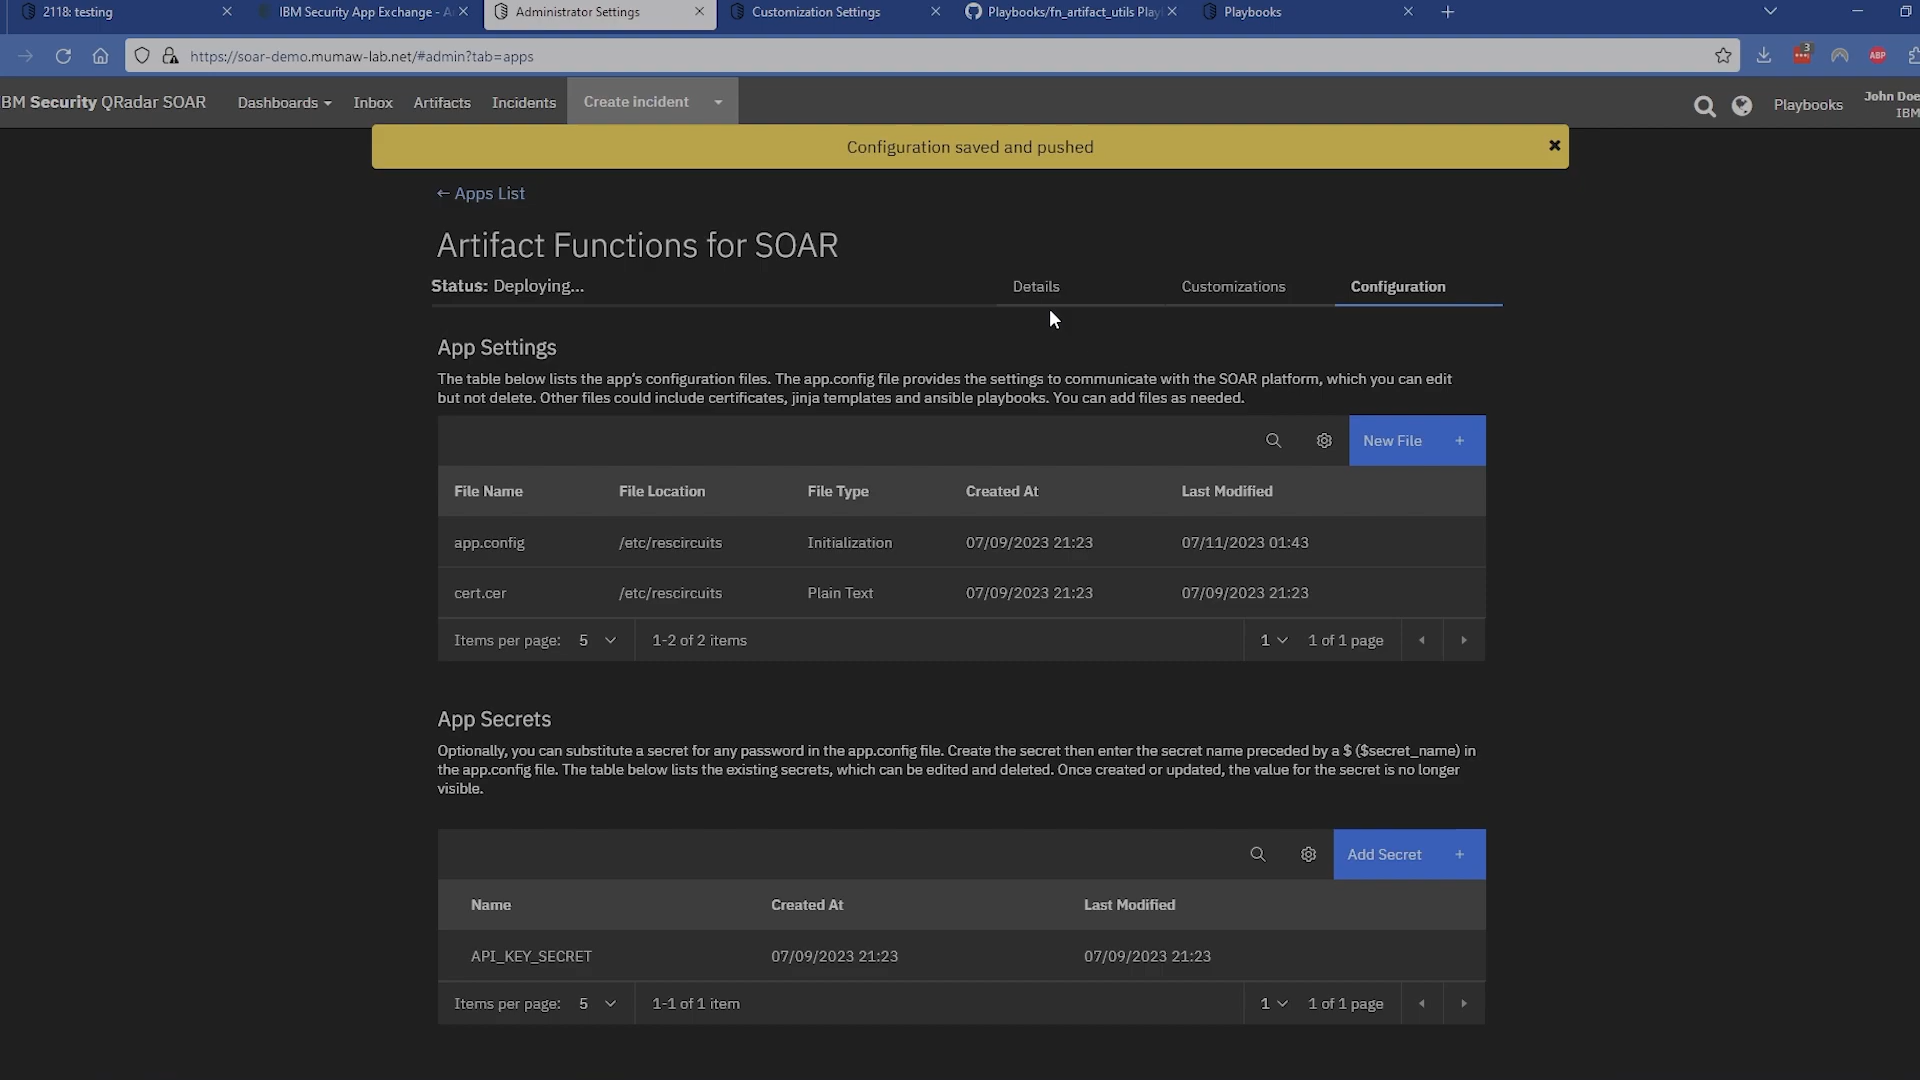 2118: testing
IBM Security App Exchange - A
Administrator Settings
Customization Settings
Playbooks/fn_artifact_utils Play
Playbooks
https://soar-demo.mumaw-lab.net/#admin?tab=apps
3
ABP
BM Security QRadar SOAR
Dashboards
Inbox
Artifacts
Incidents
Create incident
Playbooks
John Doe
IBM
Configuration saved and pushed
← Apps List
Artifact Functions for SOAR
Status: Deploying...
Details
Customizations
Configuration
App Settings
The table below lists the app's configuration files. The app.config file provides the settings to communicate with the SOAR platform, which you can edit
but not delete. Other files could include certificates, jinja templates and ansible playbooks. You can add files as needed.
New File +
File Name File Location File Type Created At Last Modified
app.config /etc/rescircuits Initialization 07/09/2023 21:23 07/11/2023 01:43
cert.cer /etc/rescircuits Plain Text 07/09/2023 21:23 07/09/2023 21:23
Items per page: 5 1-2 of 2 items 1 1 of 1 page
App Secrets
Optionally, you can substitute a secret for any password in the app.config file. Create the secret then enter the secret name preceded by a $ ($secret_name) in
the app.config file. The table below lists the existing secrets, which can be edited and deleted. Once created or updated, the value for the secret is no longer
visible.
Add Secret +
Name Created At Last Modified
API_KEY_SECRET 07/09/2023 21:23 07/09/2023 21:23
Items per page: 5 1-1 of 1 item 1 1 of 1 page